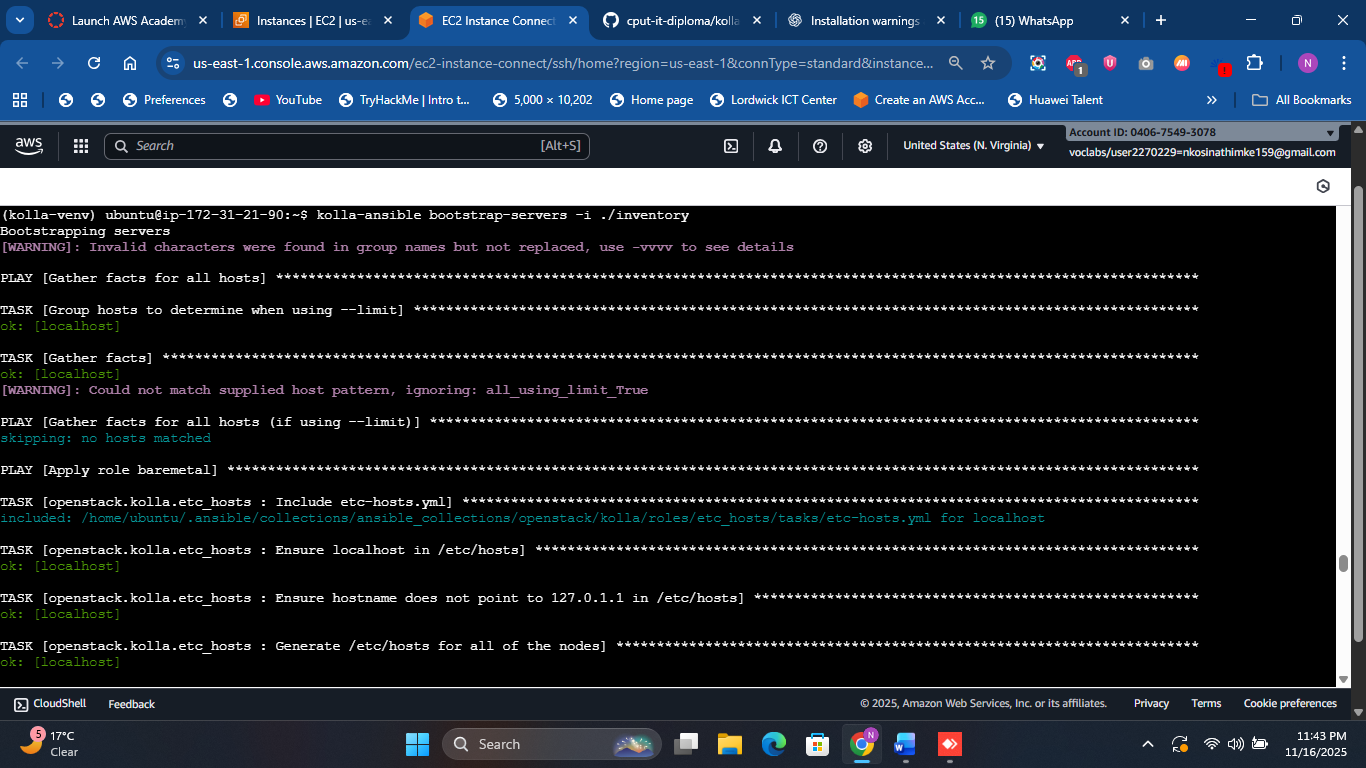 Launch AWS Academy
Instances | EC2 | us-ea
EC2 Instance Connect
cput-it-diploma/kolla
Installation warnings
15
(15) WhatsApp
us-east-1.console.aws.amazon.com/ec2-instance-connect/ssh/home?region=us-east-1&connType=standard&instance...
1
N
Preferences
YouTube
TryHackMe | Intro t...
5,000 × 10,202
Home page
Lordwick ICT Center
Create an AWS Acc...
Huawei Talent
»
All Bookmarks
aws
Search
[Alt+S]
United States (N. Virginia)
Account ID: 0406-7549-3078
voclabs/user2270229=nkosinathimke159@gmail.com
(kolla-venv) ubuntu@ip-172-31-21-90:~$ kolla-ansible bootstrap-servers -i ./inventory
Bootstrapping servers
[WARNING]: Invalid characters were found in group names but not replaced, use -vvvv to see details
PLAY [Gather facts for all hosts] ******************************************************************************************************************
TASK [Group hosts to determine when using --limit] *************************************************************************************************
ok: [localhost]
TASK [Gather facts] ********************************************************************************************************************************
ok: [localhost]
[WARNING]: Could not match supplied host pattern, ignoring: all_using_limit_True
PLAY [Gather facts for all hosts (if using --limit)] ***********************************************************************************************
skipping: no hosts matched
PLAY [Apply role baremetal] ************************************************************************************************************************
TASK [openstack.kolla.etc_hosts : Include etc-hosts.yml] *******************************************************************************************
included: /home/ubuntu/.ansible/collections/ansible_collections/openstack/kolla/roles/etc_hosts/tasks/etc-hosts.yml for localhost
TASK [openstack.kolla.etc_hosts : Ensure localhost in /etc/hosts] **********************************************************************************
ok: [localhost]
TASK [openstack.kolla.etc_hosts : Ensure hostname does not point to 127.0.1.1 in /etc/hosts] *******************************************************
ok: [localhost]
TASK [openstack.kolla.etc_hosts : Generate /etc/hosts for all of the nodes] ************************************************************************
ok: [localhost]
CloudShell
Feedback
© 2025, Amazon Web Services, Inc. or its affiliates.
Privacy
Terms
Cookie preferences
5
17°C
Clear
Search
N
11:43 PM
11/16/2025